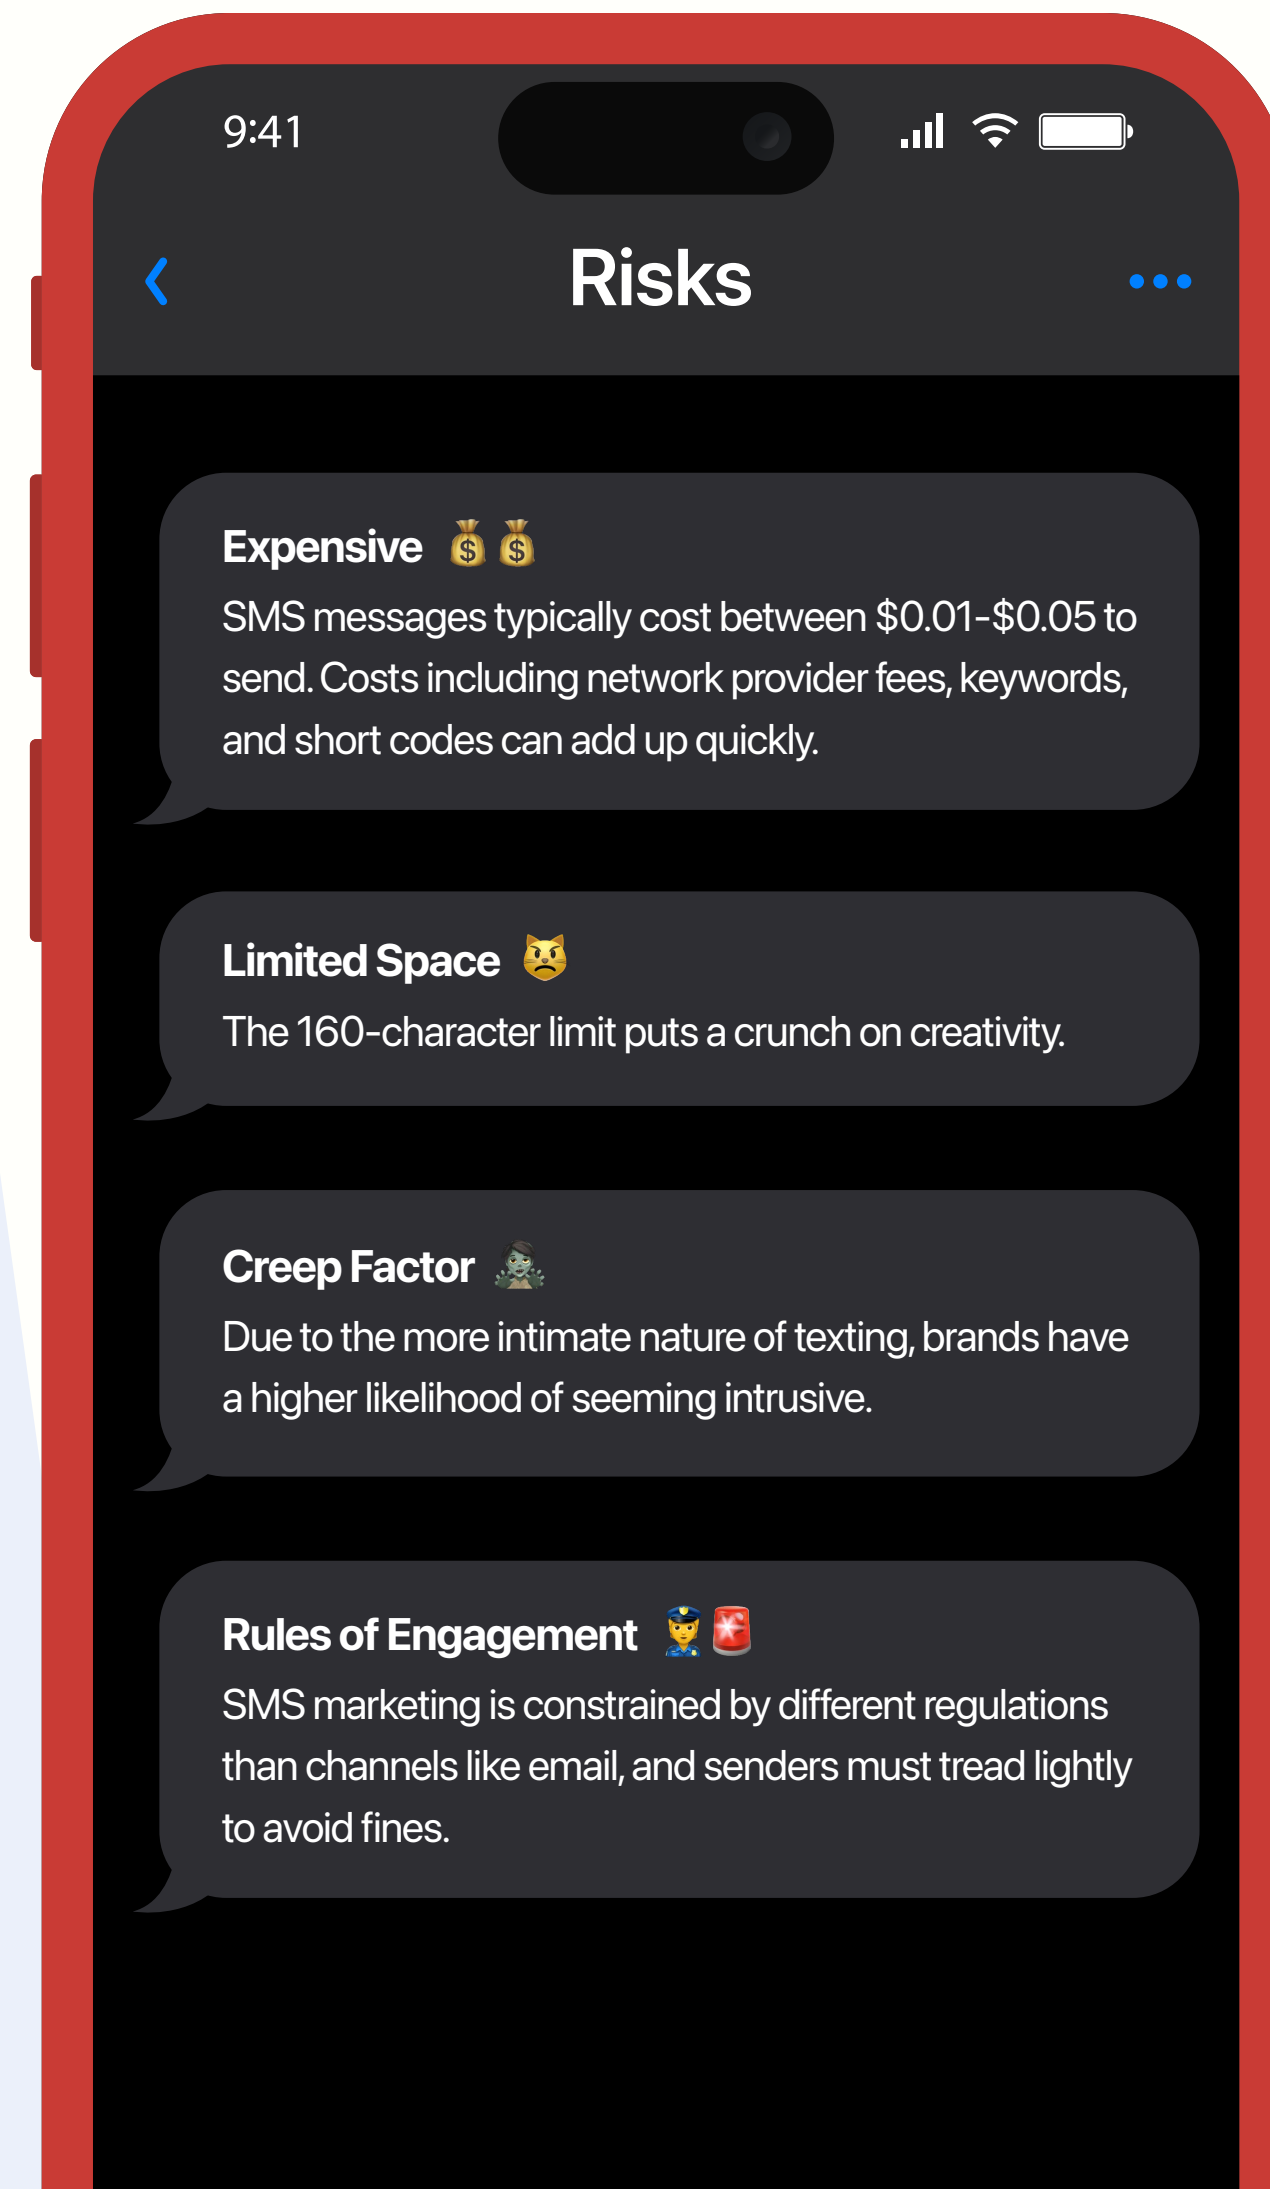 9:41
Risks
Expensive 💰💰
SMS messages typically cost between $0.01-$0.05 to
send. Costs including network provider fees, keywords,
and short codes can add up quickly.
Limited Space 😾
The 160-character limit puts a crunch on creativity.
Creep Factor 🧟‍♀️
Due to the more intimate nature of texting, brands have
a higher likelihood of seeming intrusive.
Rules of Engagement 👮🚨
SMS marketing is constrained by different regulations
than channels like email, and senders must tread lightly
to avoid fines.